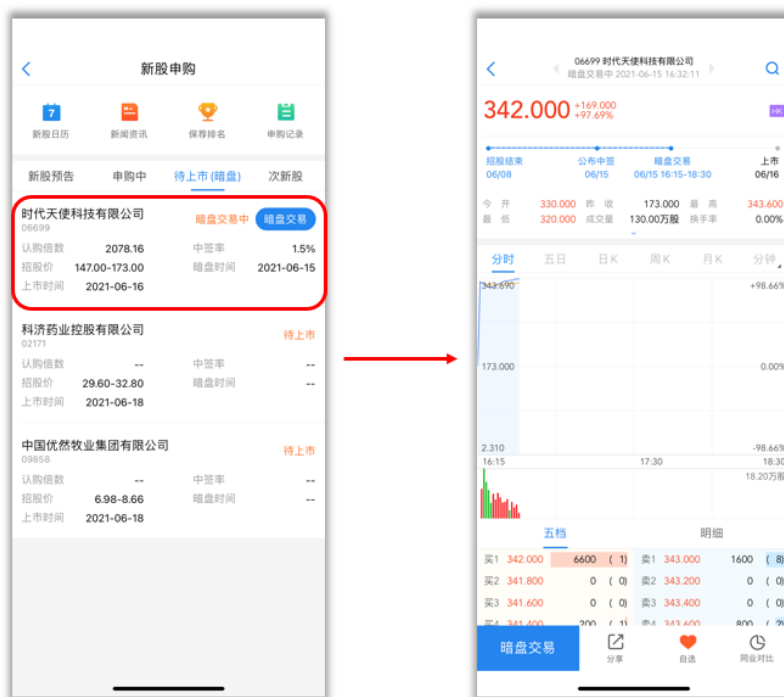 新股申购
7
新股日历 新闻资讯 保荐排名 申购记录
新股预告 申购中 待上市(暗盘) 次新股
时代天使科技有限公司 暗盘交易中 暗盘交易
06699
认购倍数 2078.16 中签率 1.5%
招股价 147.00-173.00 暗盘时间 2021-06-15
上市时间 2021-06-16
科济药业控股有限公司 待上市
02171
认购倍数 -- 中签率 --
招股价 29.60-32.80 暗盘时间 --
上市时间 2021-06-18
中国优然牧业集团有限公司 待上市
09858
认购倍数 -- 中签率 --
招股价 6.98-8.66 暗盘时间 --
上市时间 2021-06-18
06699 时代天使科技有限公司
暗盘交易中 2021-06-15 16:32:11
342.000 +169.000
+97.69%
HK
招股结束 公布中签 暗盘交易 上市
06/08 06/15 06/15 16:15-18:30 06/16
今开 330.000 昨收 173.000 最高 343.600
最低 320.000 成交量 130.00万股 换手率 0.00%
分时 五日 日K 周K 月K 分钟
343.690 +98.66%
173.000 0.00%
2.310 -98.66%
16:15 17:30 18:30
18.20万股
五档 明细
买1 342.000 6600 ( 1) 卖1 343.000 1600 ( 8)
买2 341.800 0 ( 0) 卖2 343.200 0 ( 0)
买3 341.600 0 ( 0) 卖3 343.400 0 ( 0)
买4 341.400 200 ( 1) 卖4 343.600 800 ( 2)
暗盘交易 分享 自选 同业对比